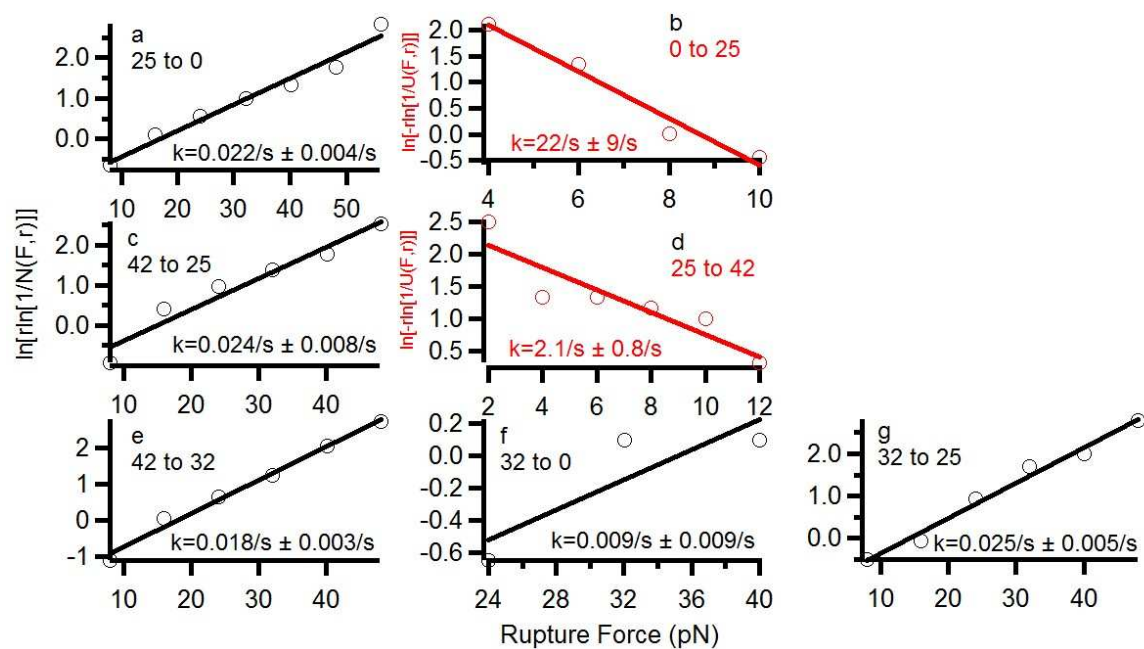 a
25 to 0
2.0
1.0
0.0
k=0.022/s ± 0.004/s
10 20 30 40 50
b
0 to 25
2.0
1.5
1.0
0.5
0.0
-0.5
ln[-rln[1/U(F,r)]]
k=22/s ± 9/s
4 6 8 10
ln[rln[1/N(F,r)]]
c
42 to 25
2.0
1.0
0.0
k=0.024/s ± 0.008/s
10 20 30 40
d
25 to 42
2.5
2.0
1.5
1.0
0.5
ln[-rln[1/U(F,r)]]
k=2.1/s ± 0.8/s
2 4 6 8 10 12
e
42 to 32
2
1
0
-1
k=0.018/s ± 0.003/s
10 20 30 40
f
32 to 0
0.2
0.0
-0.2
-0.4
-0.6
k=0.009/s ± 0.009/s
24 28 32 36 40
g
32 to 25
2.0
1.0
0.0
k=0.025/s ± 0.005/s
10 20 30 40
Rupture Force (pN)